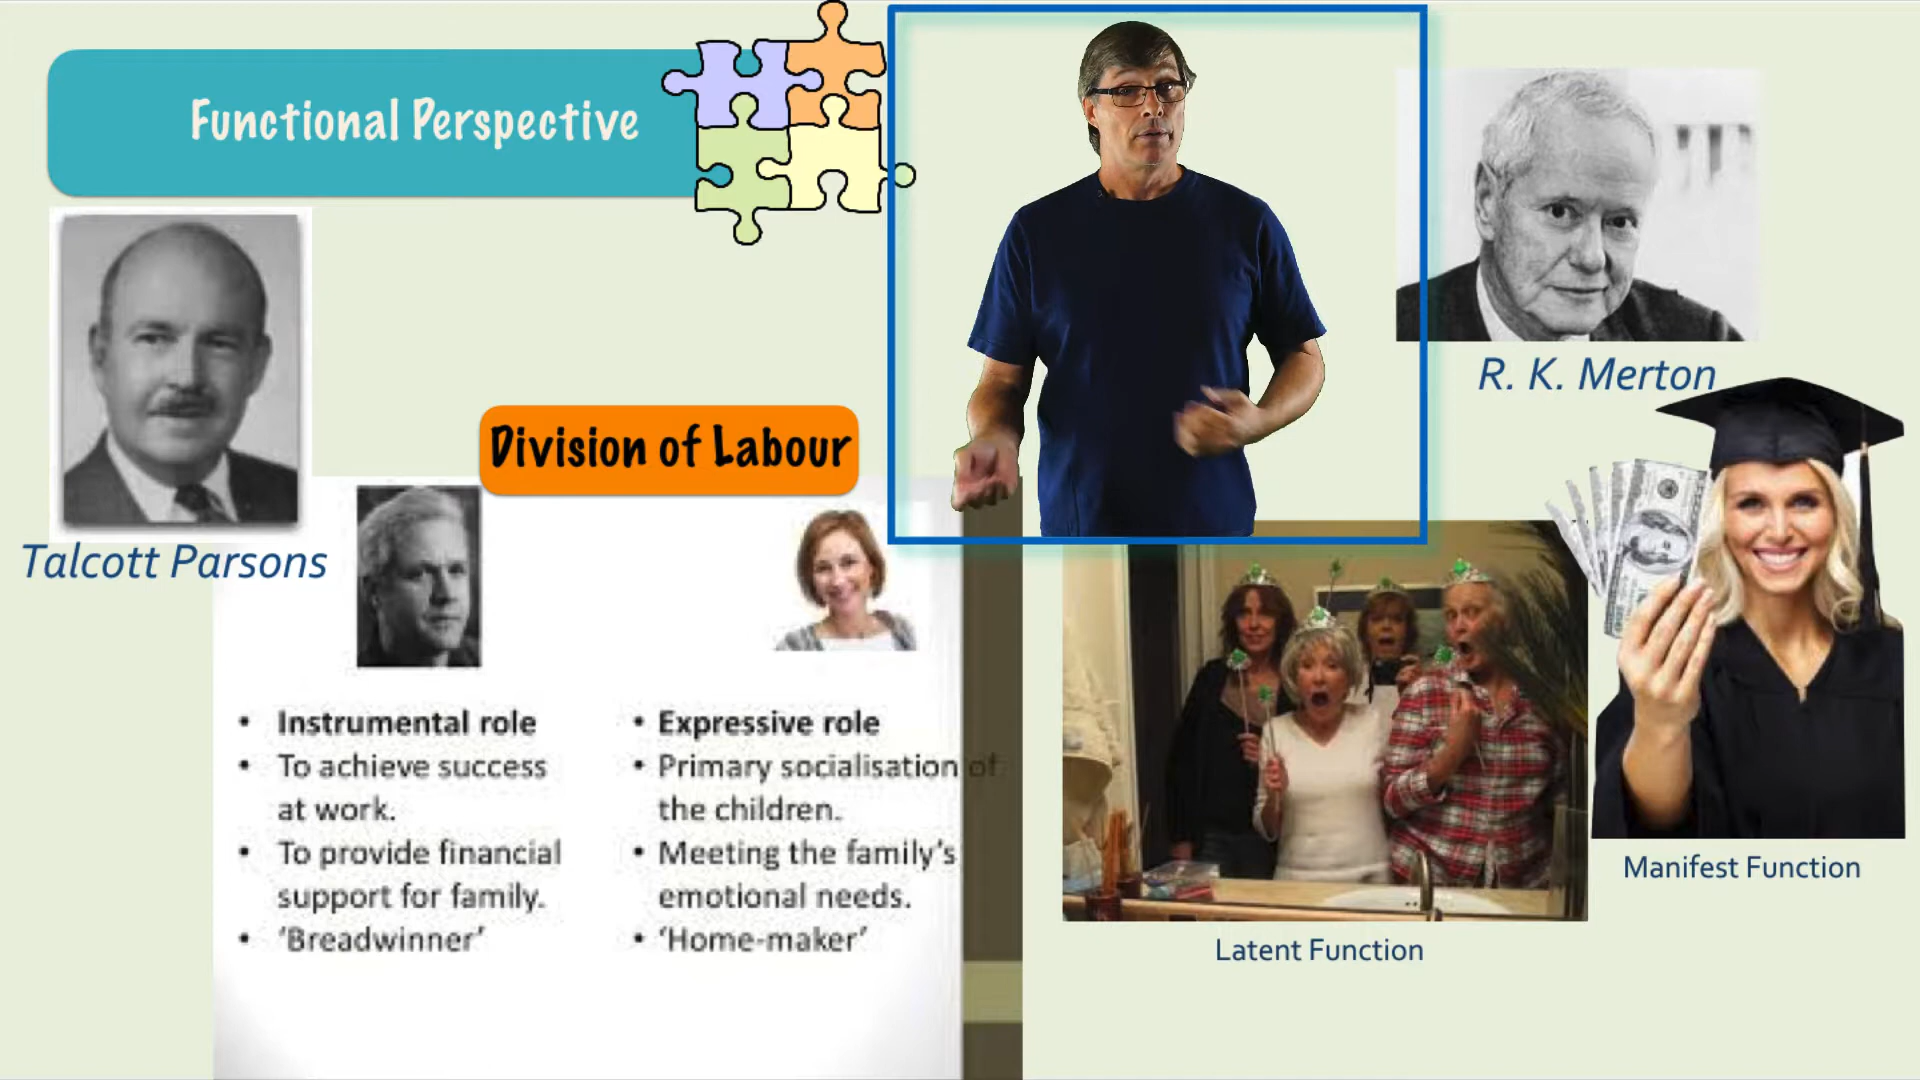 Functional Perspective
R. K. Merton
Division of Labour
Talcott Parsons
• Instrumental role
• To achieve success
at work.
• To provide financial
support for family.
• ‘Breadwinner’
• Expressive role
• Primary socialisation of
the children.
• Meeting the family’s
emotional needs.
• ‘Home-maker’
Manifest Function
Latent Function